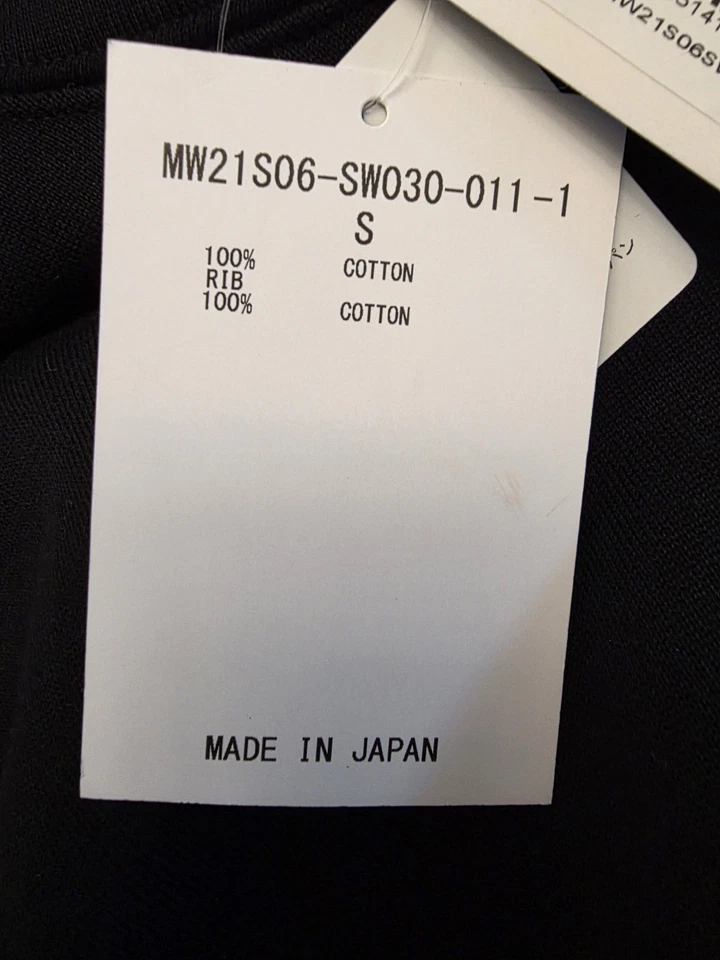 MW21S06-SW030-011-1
S
100% COTTON
RIB
100% COTTON
MADE IN JAPAN